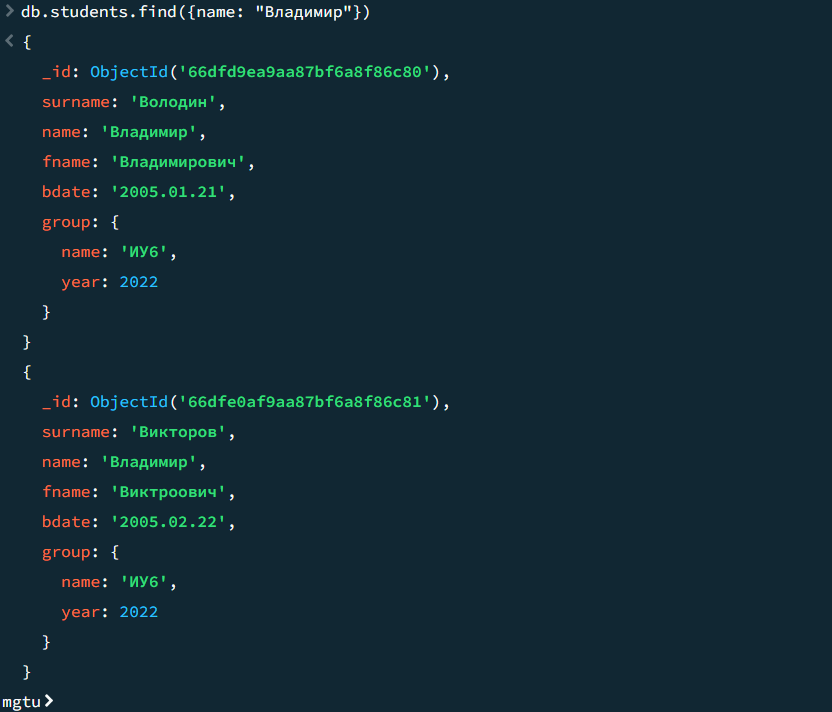 > db.students.find({name: "Владимир"})
< {
_id: ObjectId('66dfd9ea9aa87bf6a8f86c80'),
surname: 'Володин',
name: 'Владимир',
fname: 'Владимирович',
bdate: '2005.01.21',
group: {
name: 'ИУ6',
year: 2022
}
}
{
_id: ObjectId('66dfe0af9aa87bf6a8f86c81'),
surname: 'Викторов',
name: 'Владимир',
fname: 'Виктроович',
bdate: '2005.02.22',
group: {
name: 'ИУ6',
year: 2022
}
}
mgtu>